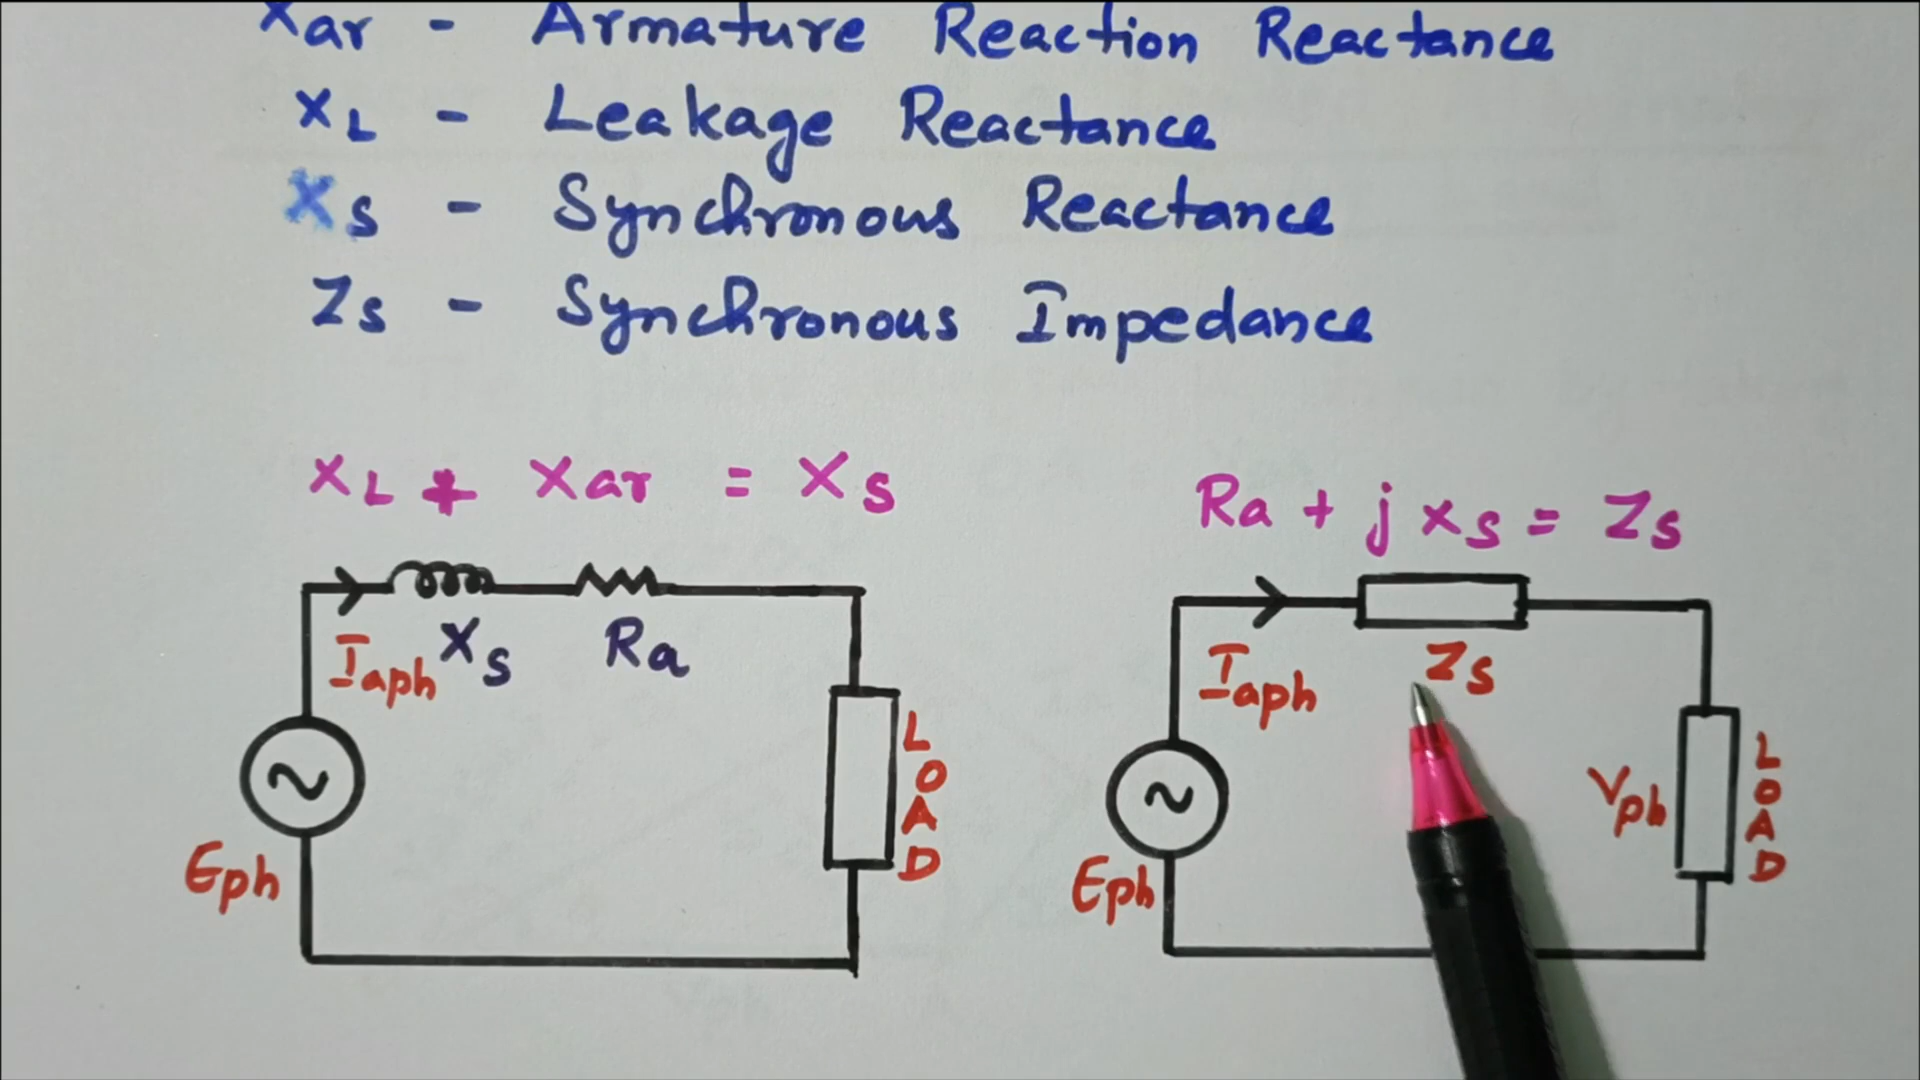 Xar - Armature Reaction Reactance
XL - Leakage Reactance
Xs - Synchronous Reactance
Zs - Synchronous Impedance
XL + Xar = Xs
Ra + j Xs = Zs
Iaph
Xs
Ra
Eph
LOAD
Iaph
Zs
Eph
Vph
LOAD